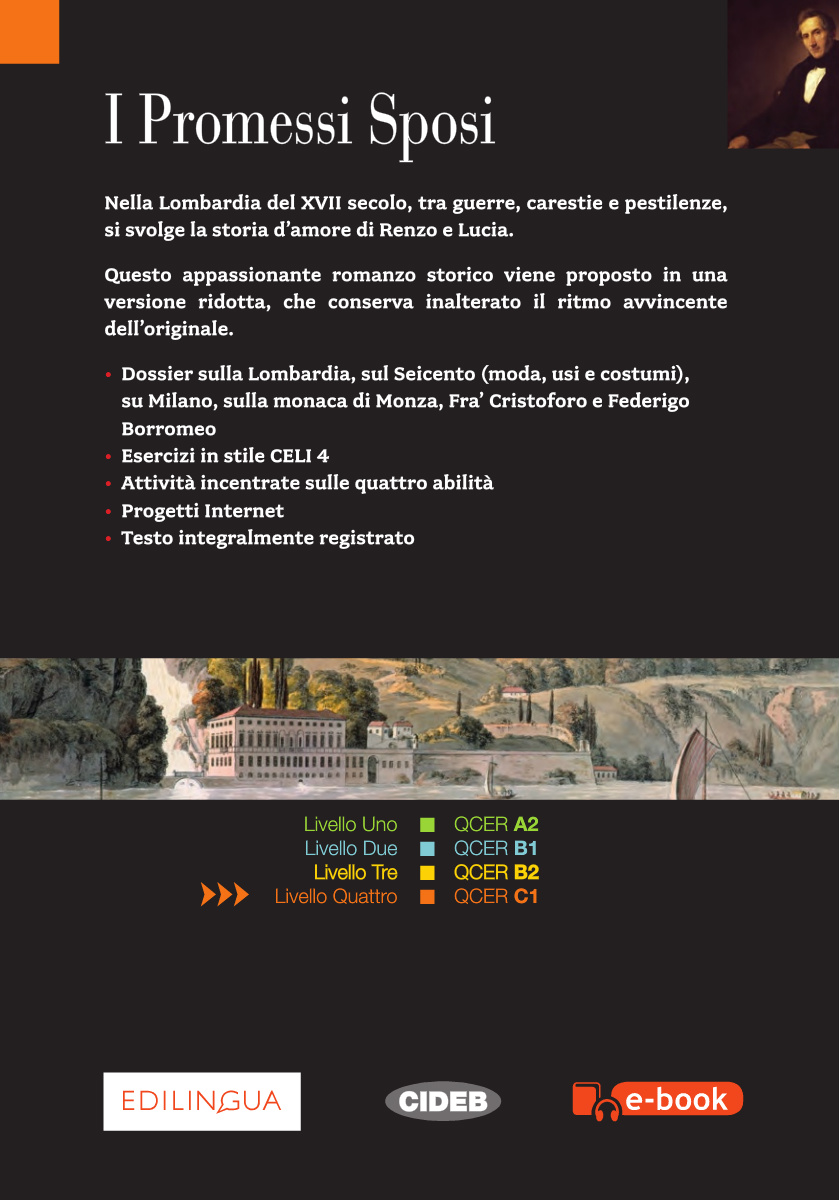 I Promessi Sposi
Nella Lombardia del XVII secolo, tra guerre, carestie e pestilenze,
si svolge la storia d’amore di Renzo e Lucia.
Questo appassionante romanzo storico viene proposto in una
versione ridotta, che conserva inalterato il ritmo avvincente
dell’originale.
• Dossier sulla Lombardia, sul Seicento (moda, usi e costumi),
su Milano, sulla monaca di Monza, Fra’ Cristoforo e Federigo
Borromeo
• Esercizi in stile CELI 4
• Attività incentrate sulle quattro abilità
• Progetti Internet
• Testo integralmente registrato
Livello Uno QCER A2
Livello Due QCER B1
Livello Tre QCER B2
Livello Quattro QCER C1
EDILINGUA CIDEB e-book